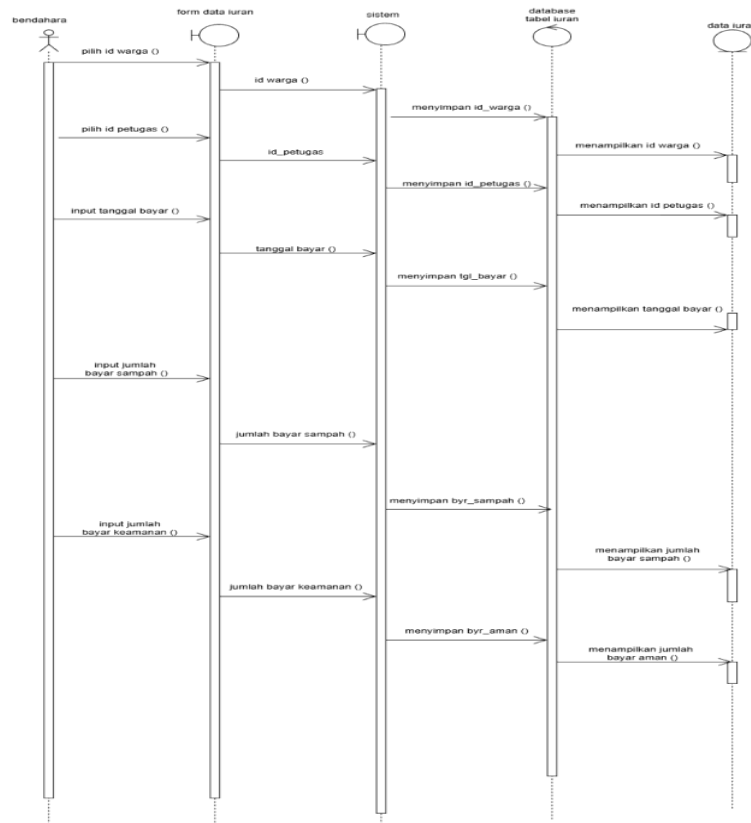 bendahara
form data iuran
sistem
database
tabel iuran
data iura
pilih id warga ()
id warga ()
menyimpan id_warga ()
pilih id petugas ()
menampilkan id warga ()
id_petugas
menyimpan id_petugas ()
menampilkan id petugas ()
input tanggal bayar ()
tanggal bayar ()
menyimpan tgl_bayar ()
menampilkan tanggal bayar ()
input jumlah
bayar sampah ()
jumlah bayar sampah ()
menyimpan byr_sampah ()
input jumlah
bayar keamanan ()
menampilkan jumlah
bayar sampah ()
jumlah bayar keamanan ()
menyimpan byr_aman ()
menampilkan jumlah
bayar aman ()